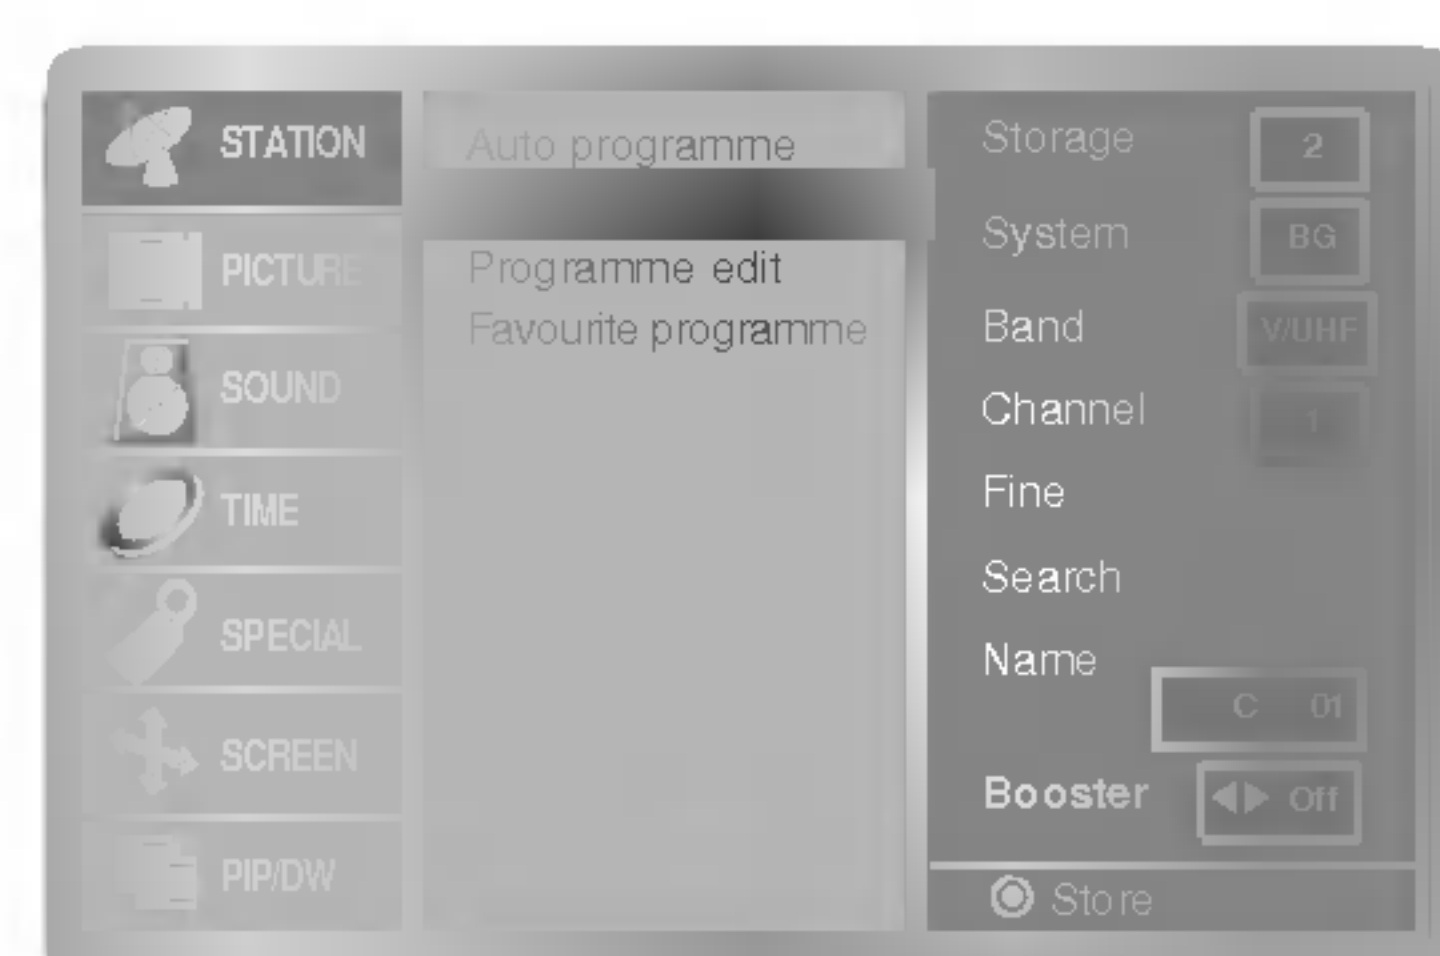 STATION
PICTURE
SOUND
TIME
SPECIAL
SCREEN
PIP/DW
Auto programme
Programme edit
Favourite programme
Storage 2
System BG
Band V/UHF
Channel 1
Fine
Search
Name
C 01
Booster Off
Store